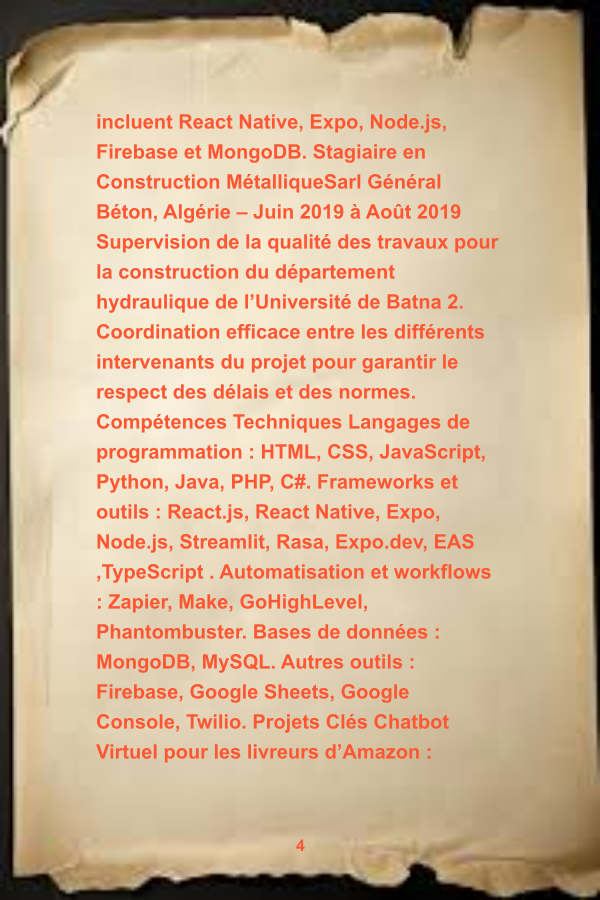 incluent React Native, Expo, Node.js,
Firebase et MongoDB. Stagiaire en
Construction MétalliqueSarl Général
Béton, Algérie – Juin 2019 à Août 2019
Supervision de la qualité des travaux pour
la construction du département
hydraulique de l’Université de Batna 2.
Coordination efficace entre les différents
intervenants du projet pour garantir le
respect des délais et des normes.
Compétences Techniques Langages de
programmation : HTML, CSS, JavaScript,
Python, Java, PHP, C#. Frameworks et
outils : React.js, React Native, Expo,
Node.js, Streamlit, Rasa, Expo.dev, EAS
,TypeScript . Automatisation et workflows
: Zapier, Make, GoHighLevel,
Phantombuster. Bases de données :
MongoDB, MySQL. Autres outils :
Firebase, Google Sheets, Google
Console, Twilio. Projets Clés Chatbot
Virtuel pour les livreurs d’Amazon :
4